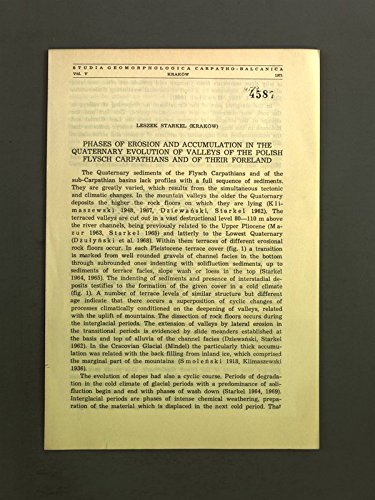 STUDIA GEOMORPHOLOGICA CARPATHO-BALCANICA
Vol. V KRAKÓW 1971
4587
LESZEK STARKEL (KRAKÓW)
PHASES OF EROSION AND ACCUMULATION IN THE
QUATERNARY EVOLUTION OF VALLEYS OF THE POLISH
FLYSCH CARPATHIANS AND OF THEIR FORELAND
The Quaternary sediments of the Flysch Carpathians and of the
sub-Carpathian basins lack profiles with a full sequence of sediments.
They are greatly varied, which results from the simultaneous tectonic
and climatic changes. In the mountain valleys the older the Quaternary
deposits the higher the rock floors on which they are lying (Kli-
maszewski 1948, 1967, Dziewański, Starkel 1962). The
terraced valleys are cut out in a vast destructional level 80—110 m above
the river channels, being previously related to the Upper Pliocene (Ma-
zur 1963, Starkel 1965) and latterly to the Lowest Quaternary
(Dżułyński et al. 1968). Within them terraces of different erosional
rock floors occur. In each Pleistocene terrace cover (fig. 1) a transition
is marked from well rounded gravels of channel facies in the bottom
through subrounded ones indenting with solifluction sediments, up to
sediments of terrace facies, slope wash or loess in the top (Starkel
1964, 1965). The indenting of sediments and presence of interstadial de-
posits testifies to the formation of the given cover in a cold climate
(fig. 1). A number of terrace levels of similar structure but different
age indicate that there occurs a superposition of cyclic changes of
processes climatically conditioned on the deepening of valleys, related
with the uplift of mountains. The dissection of rock floors occurs during
the interglacial periods. The extension of valleys by lateral erosion in
the transitional periods is evidenced by slide meanders established at
the basis and top of alluvia of the channel facies (Dziewański, Starkel
1962). In the Cracovian Glacial (Mindel) the particularly thick accumu-
lation was related with the back filling from inland ice, which comprised
the marginal part of the mountains (Smoleński 1918, Klimaszewski
1936).
The evolution of slopes had also a cyclic course. Periods of degrada-
tion in the cold climate of glacial periods with a predominance of soli-
fluction begin and end with phases of wash down (Starkel 1964, 1969).
Interglacial periods are phases of intense chemical weathering, prepa-
ration of the material which is displaced in the next cold period. That